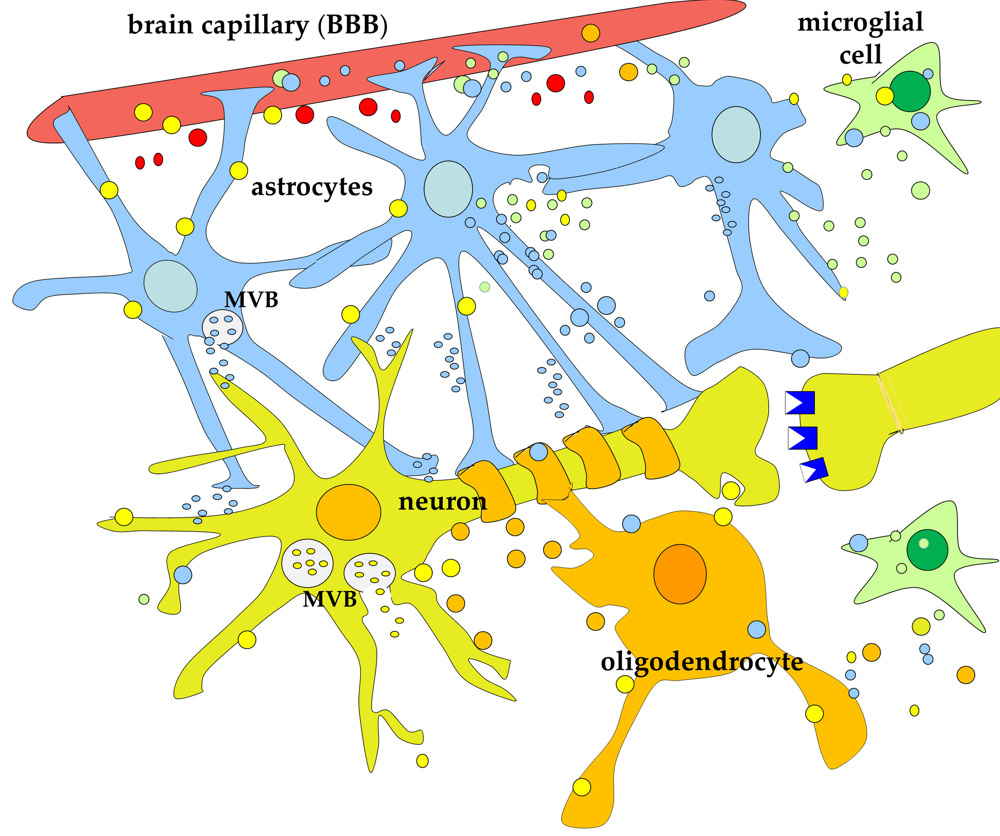 brain capillary (BBB)
microglial
cell
astrocytes
MVB
neuron
MVB
oligodendrocyte